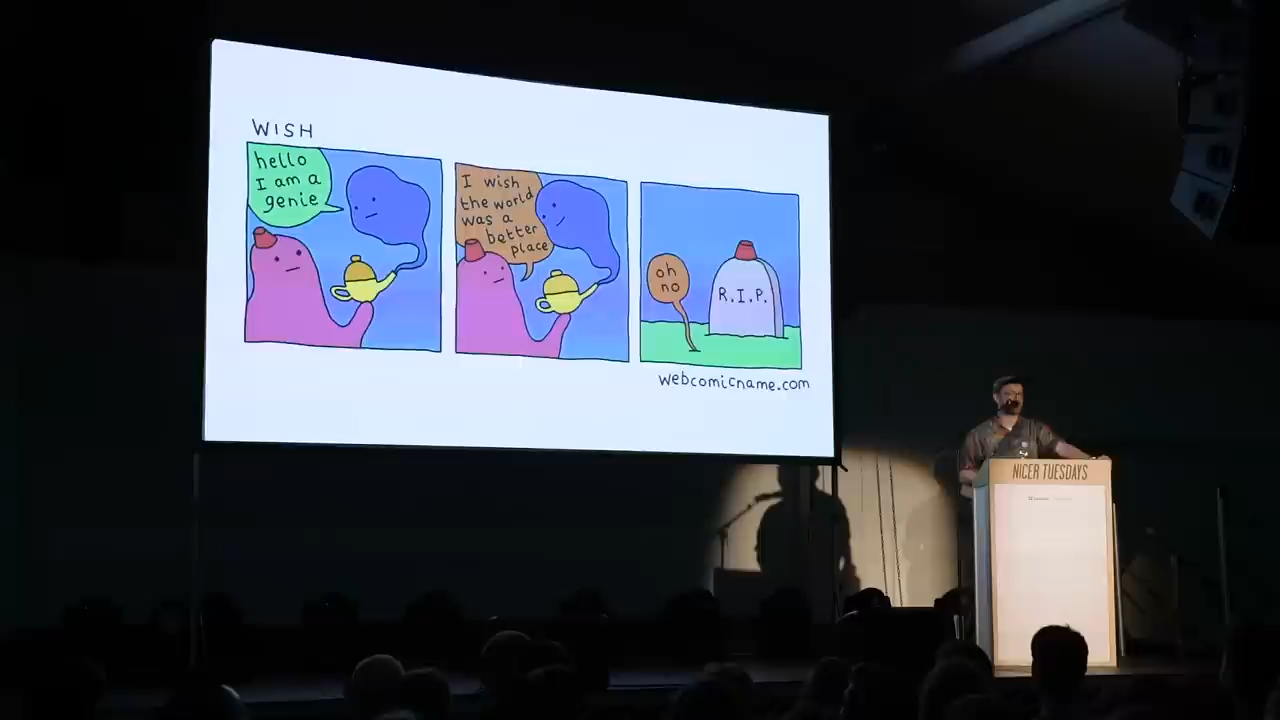 WISH
hello
I am a
genie
I wish
the world
was a
better
place
oh
no
R.I.P.
webcomicname.com
NICER TUESDAYS